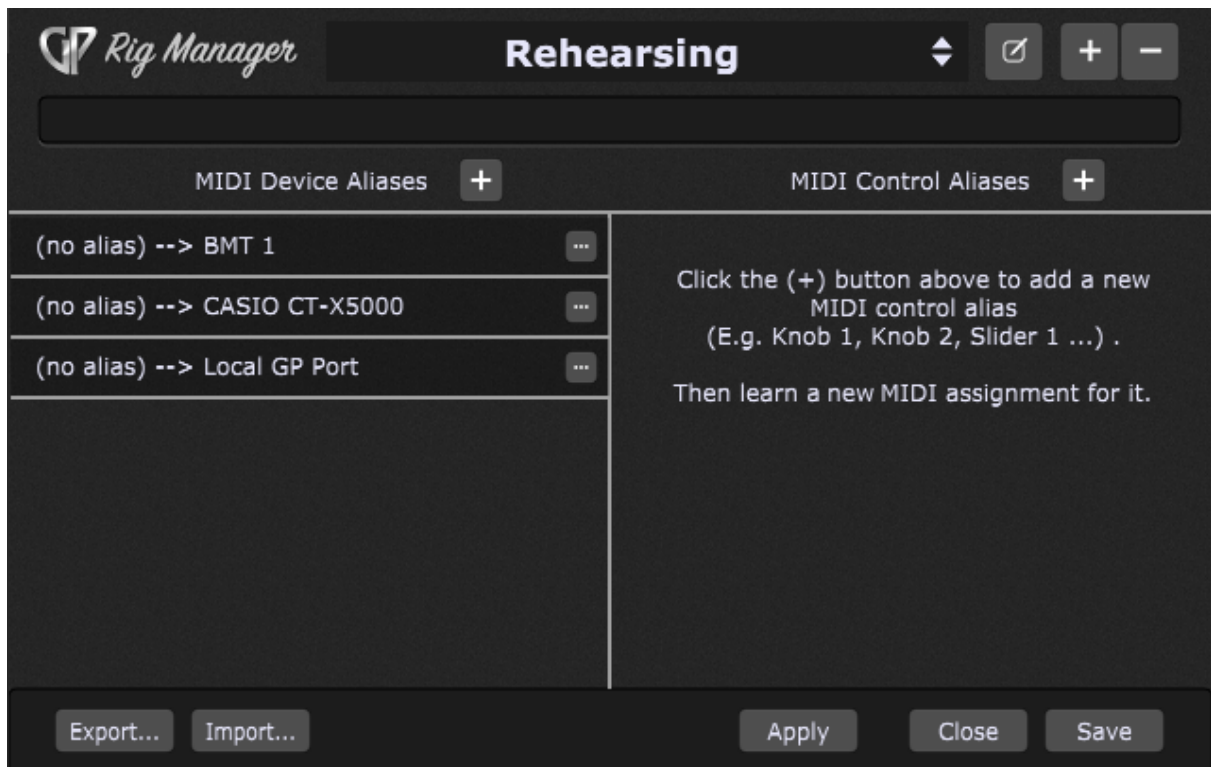 GP Rig Manager
Rehearsing
MIDI Device Aliases +
MIDI Control Aliases +
(no alias) --> BMT 1
(no alias) --> CASIO CT-X5000
(no alias) --> Local GP Port
Click the (+) button above to add a new
MIDI control alias
(E.g. Knob 1, Knob 2, Slider 1 ...) .
Then learn a new MIDI assignment for it.
Export...
Import...
Apply
Close
Save